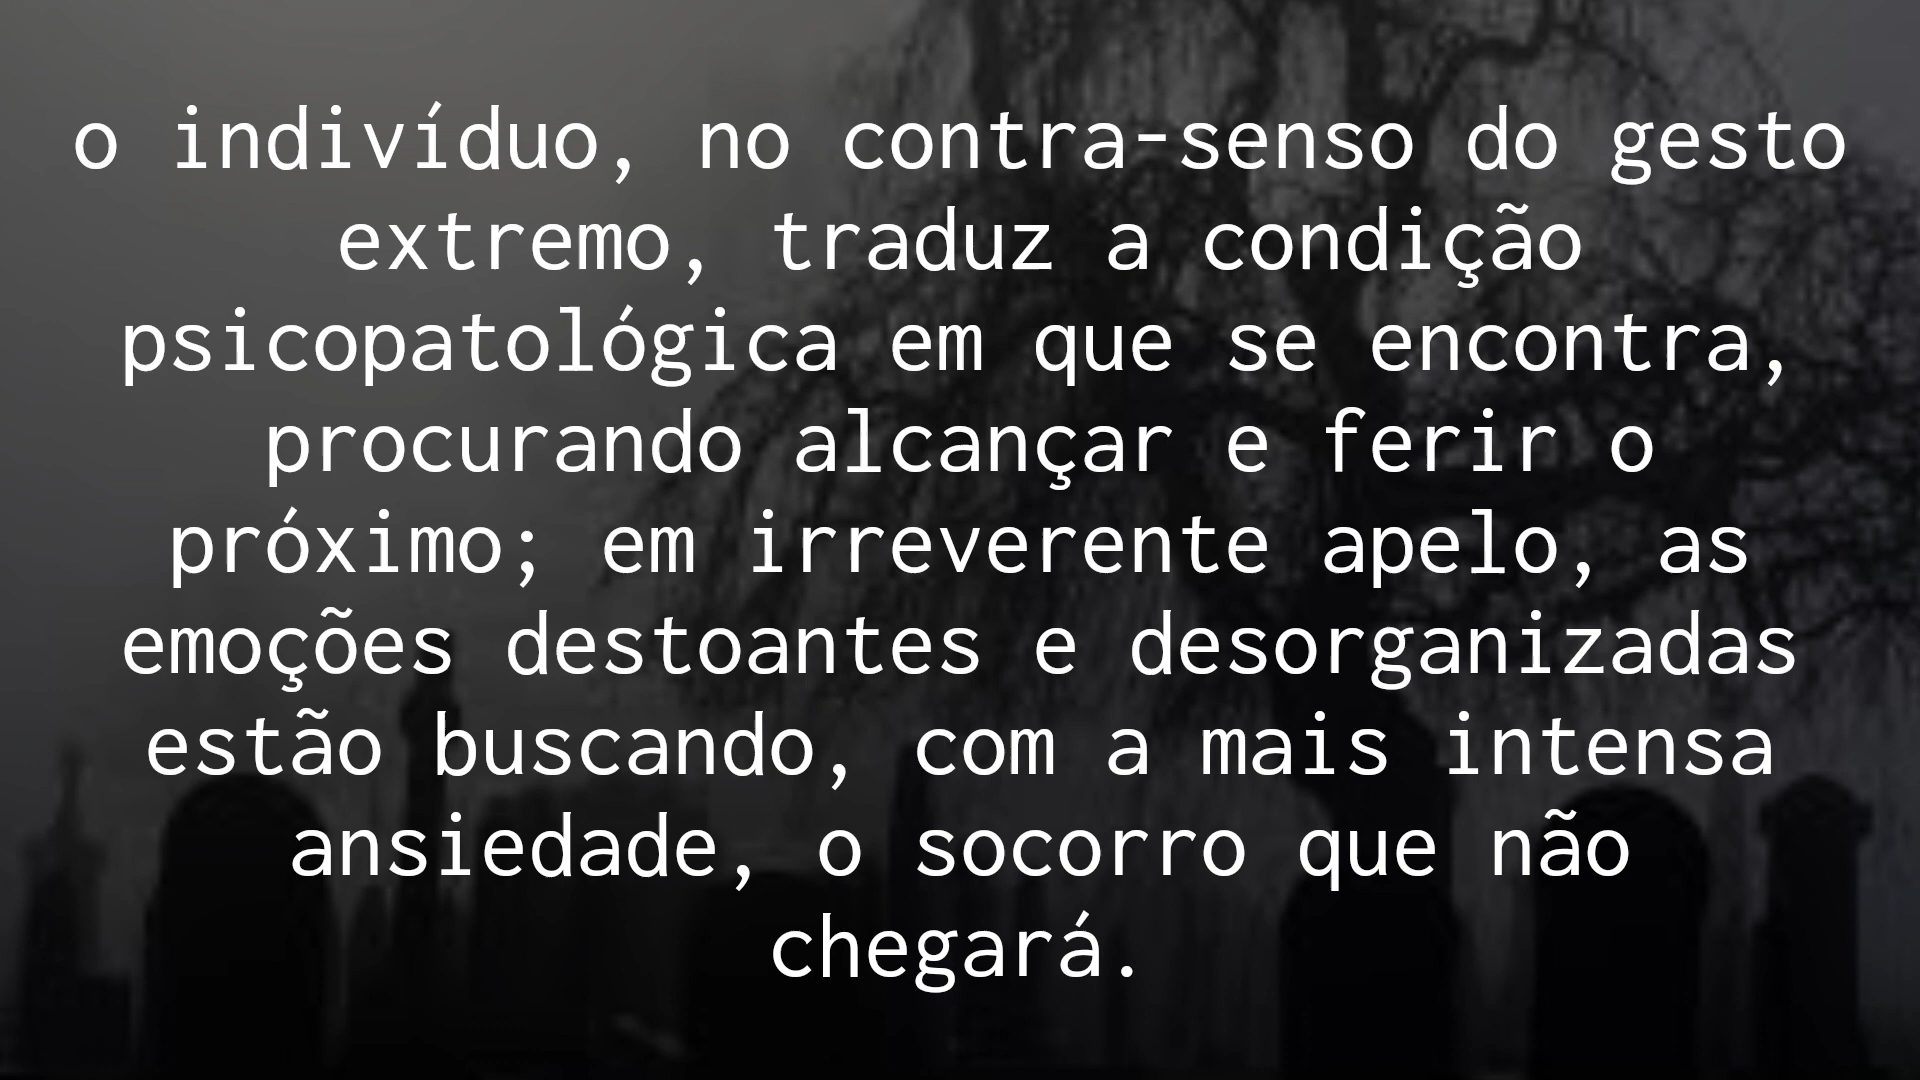 o indivíduo, no contra-senso do gesto
extremo, traduz a condição
psicopatológica em que se encontra,
procurando alcançar e ferir o
próximo; em irreverente apelo, as
emoções destoantes e desorganizadas
estão buscando, com a mais intensa
ansiedade, o socorro que não
chegará.